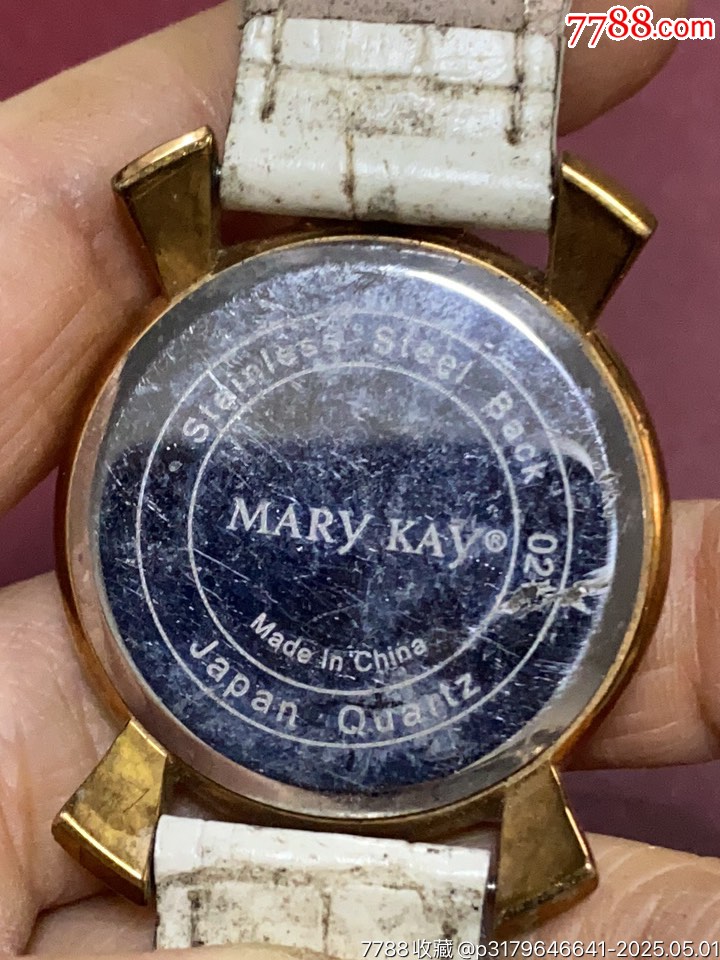 7788.com
Stainless Steel Back
02
MARY KAY®
Made In China
Japan Quartz
7788收藏 @p3179646641-2025.05.01